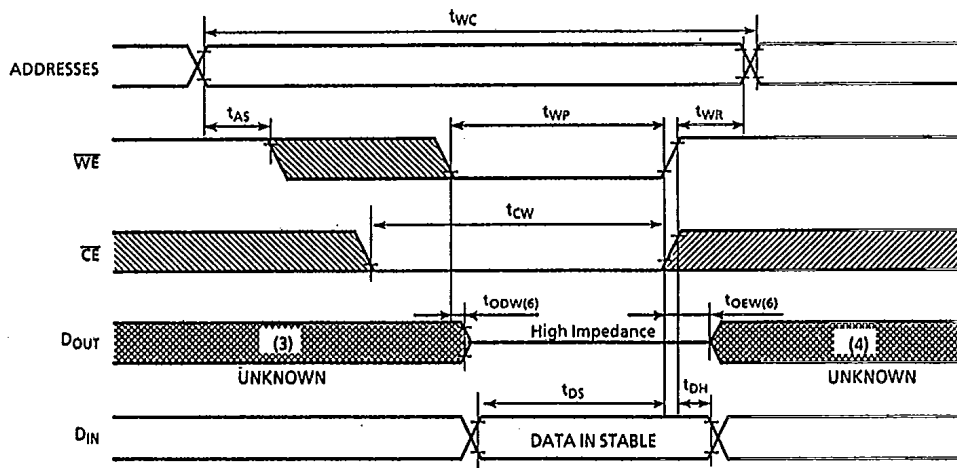 tWC
ADDRESSES
tAS
tWP
tWR
WE
tCW
CE
tODW(6)
tOEW(6)
High Impedance
DOUT
(3)
(4)
UNKNOWN
UNKNOWN
tDS
tDH
DIN
DATA IN STABLE